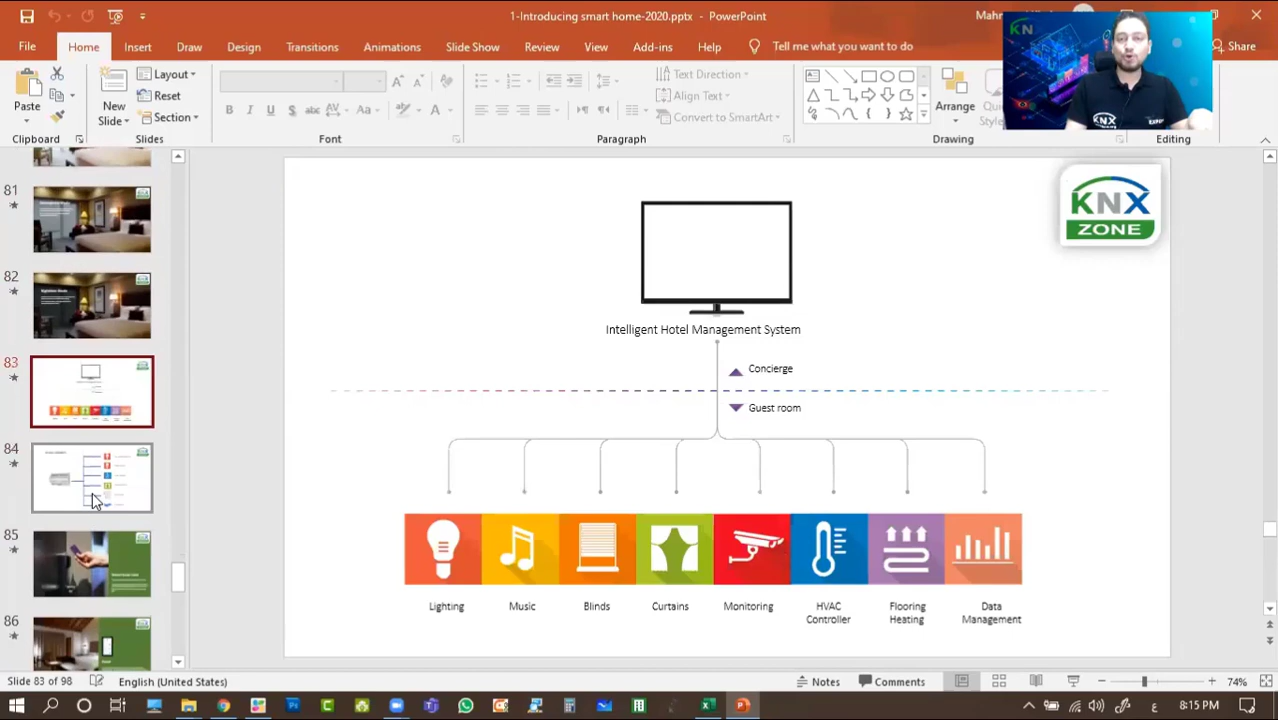 1-Introducing smart home-2020.pptx - PowerPoint
File Home Insert Draw Design Transitions Animations Slide Show Review View Add-ins Help Tell me what you want to do Share
Paste
Clipboard
New
Slide
Layout
Reset
Section
Slides
Font
Text Direction
Align Text
Convert to SmartArt
Paragraph
Arrange
Drawing
Editing
KNX
81
82
83
84
85
86
KNX
ZONE
Intelligent Hotel Management System
Concierge
Guest room
Lighting
Music
Blinds
Curtains
Monitoring
HVAC
Controller
Flooring
Heating
Data
Management
Slide 83 of 98
English (United States)
Notes
Comments
74%
8:15 PM